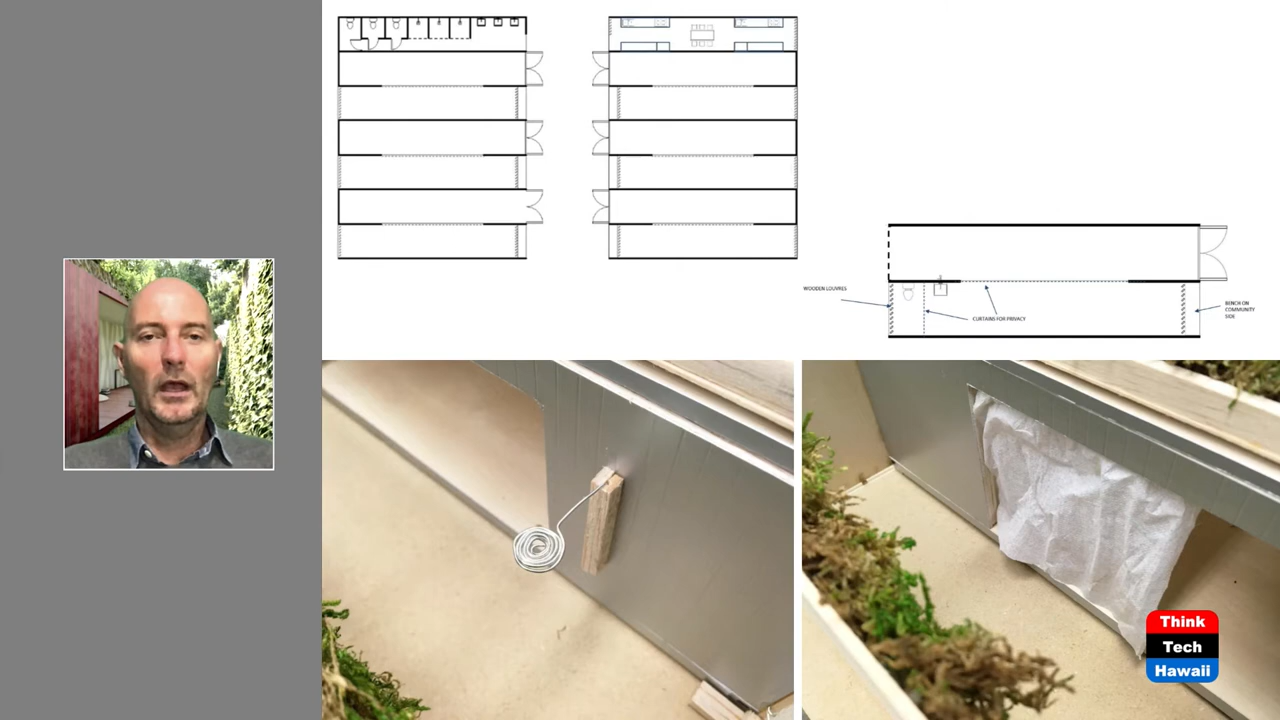 WOODEN LOUVRES
CURTAINS FOR PRIVACY
BENCH ON
COMMUNITY
SIDE
Think
Tech
Hawaii